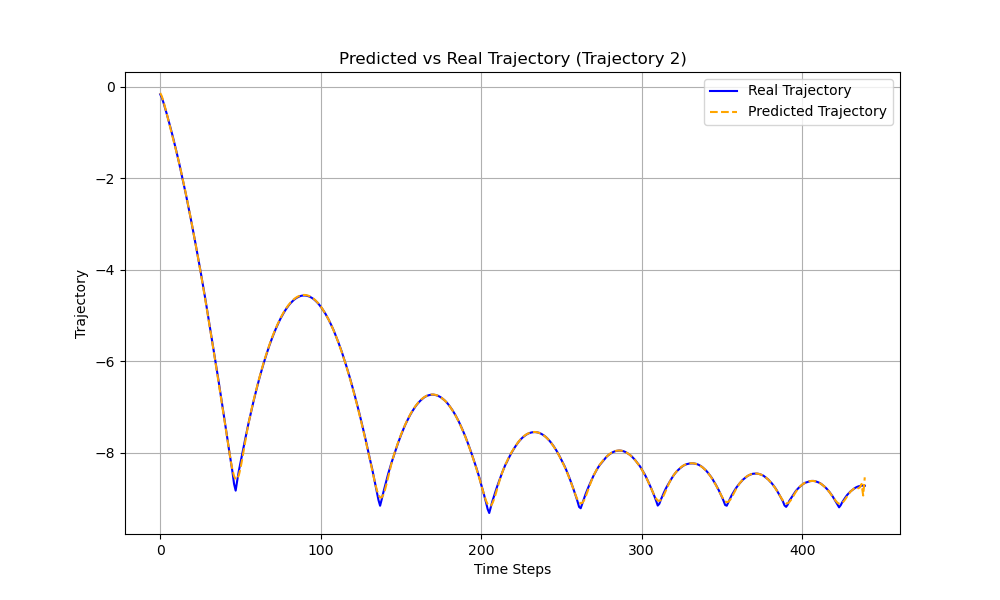 Predicted vs Real Trajectory (Trajectory 2)
Real Trajectory
Predicted Trajectory
Trajectory
0
−2
−4
−6
−8
0 100 200 300 400
Time Steps